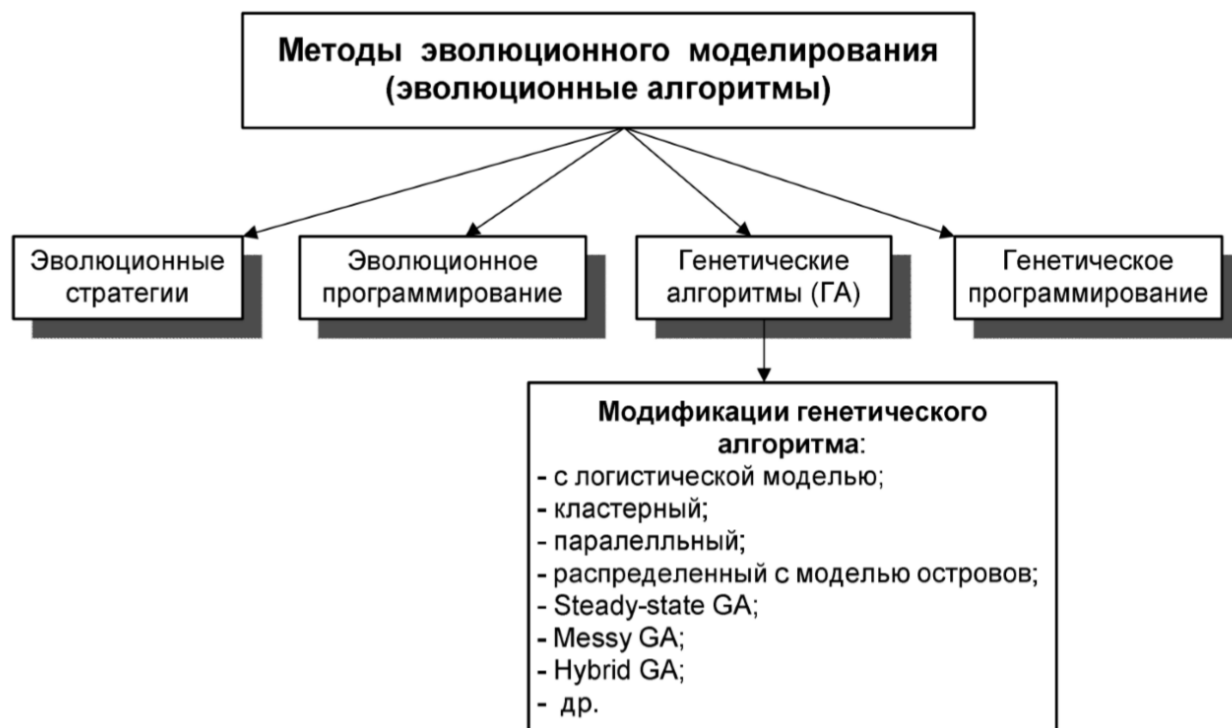 Методы эволюционного моделирования
(эволюционные алгоритмы)
Эволюционные
стратегии
Эволюционное
программирование
Генетические
алгоритмы (ГА)
Генетическое
программирование
Модификации генетического
алгоритма:
- с логистической моделью;
- кластерный;
- паралелльный;
- распределенный с моделью островов;
- Steady-state GA;
- Messy GA;
- Hybrid GA;
- др.